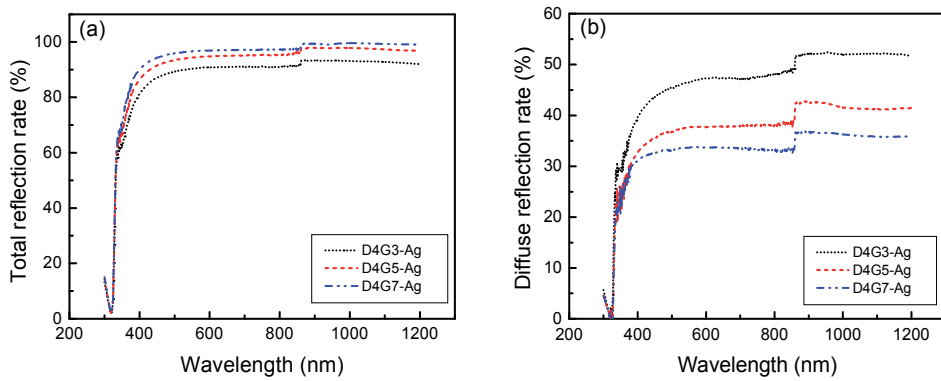 (a)
Total reflection rate (%)
100
80
60
40
20
0
200 400 600 800 1000 1200
Wavelength (nm)
D4G3-Ag
D4G5-Ag
D4G7-Ag
(b)
Diffuse reflection rate (%)
60
50
40
30
20
10
0
200 400 600 800 1000 1200
Wavelength (nm)
D4G3-Ag
D4G5-Ag
D4G7-Ag